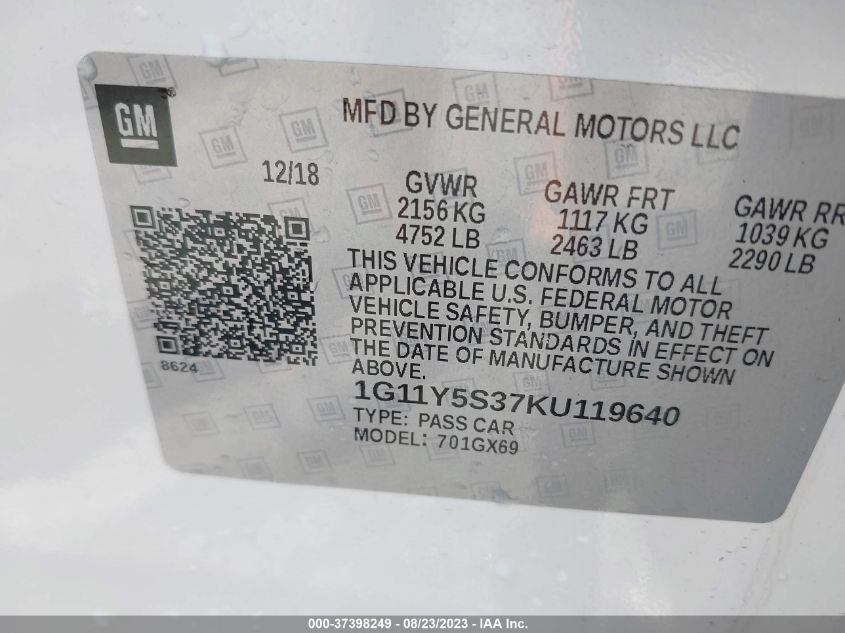 GM
MFD BY GENERAL MOTORS LLC
12/18
GVWR
2156 KG
4752 LB
GAWR FRT
1117 KG
2463 LB
GAWR RR
1039 KG
2290 LB
THIS VEHICLE CONFORMS TO ALL
APPLICABLE U.S. FEDERAL MOTOR
VEHICLE SAFETY, BUMPER, AND THEFT
PREVENTION STANDARDS IN EFFECT ON
THE DATE OF MANUFACTURE SHOWN
ABOVE.
8624
1G11Y5S37KU119640
TYPE: PASS CAR
MODEL: 701GX69
000-37398249 - 08/23/2023 - IAA Inc.